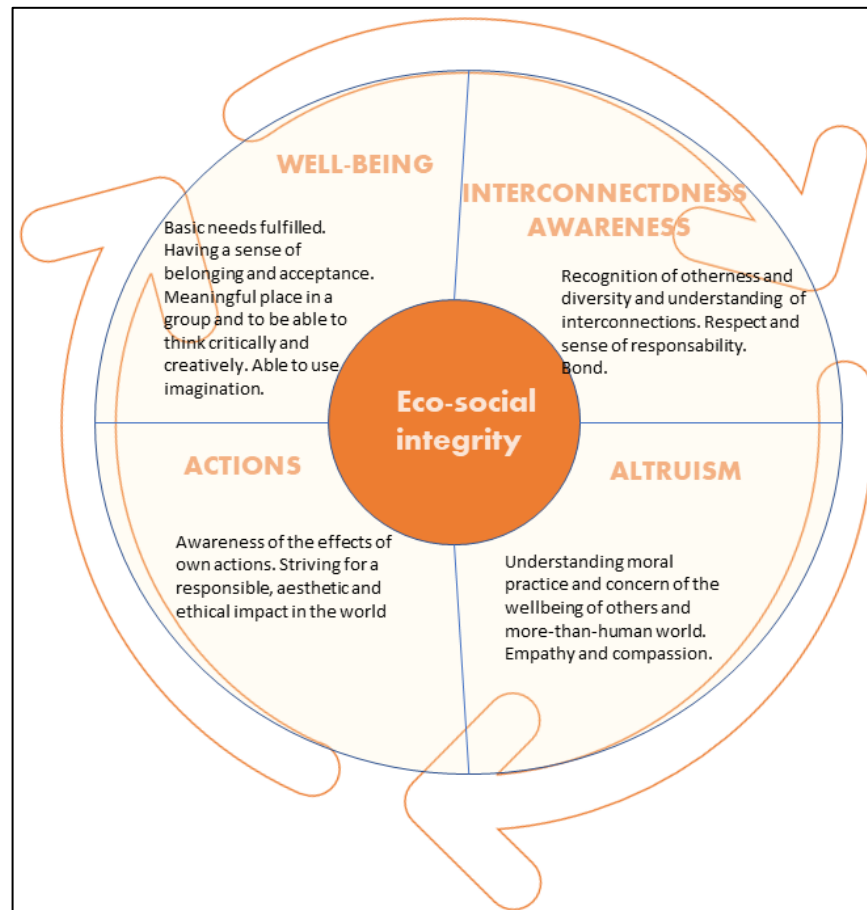 WELL-BEING
Basic needs fulfilled.
Having a sense of
belonging and acceptance.
Meaningful place in a
group and to be able to
think critically and
creatively. Able to use
imagination.
INTERCONNECTDNESS
AWARENESS
Recognition of otherness and
diversity and understanding of
interconnections. Respect and
sense of responsability.
Bond.
Eco-social
integrity
ACTIONS
Awareness of the effects of
own actions. Striving for a
responsible, aesthetic and
ethical impact in the world
ALTRUISM
Understanding moral
practice and concern of the
wellbeing of others and
more-than-human world.
Empathy and compassion.